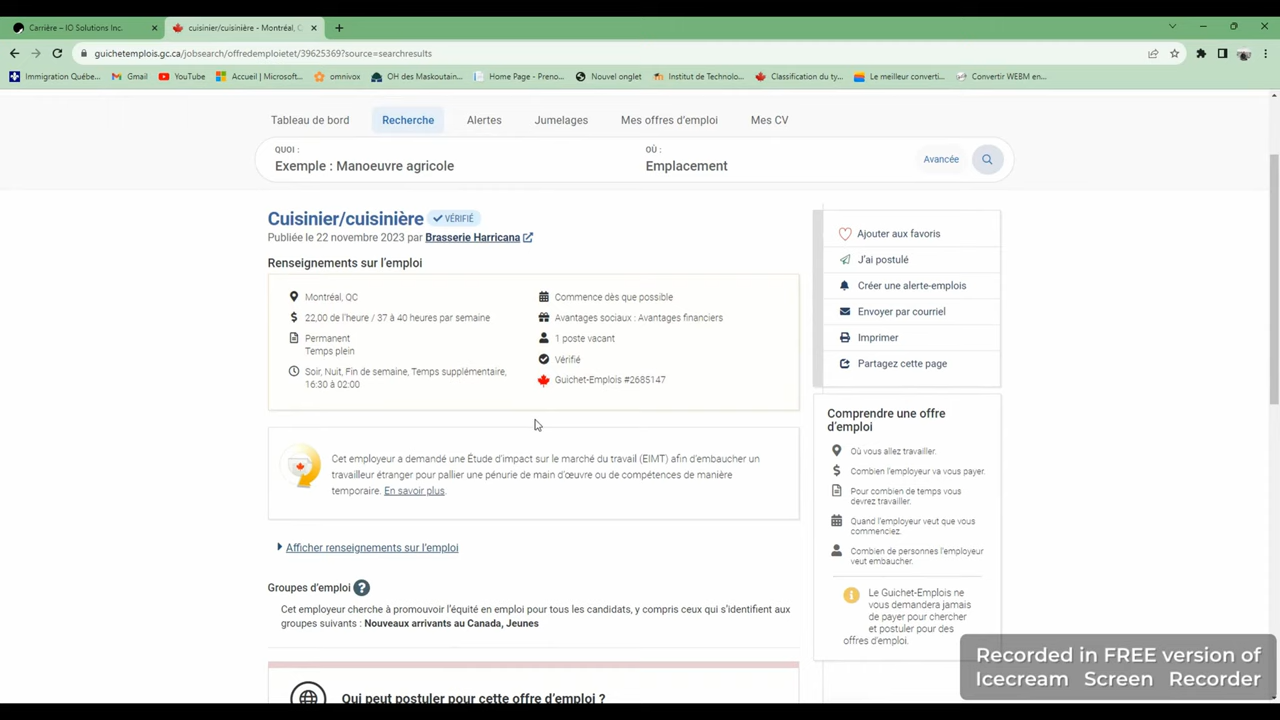 Carrière – IO Solutions Inc.
cuisinier/cuisinière - Montréal, Q
guichetemplois.gc.ca/jobsearch/offredemploietet/39625369?source=searchresults
Immigration Québe...
Gmail
YouTube
Accueil | Microsoft...
omnivox
OH des Maskoutain...
Home Page - Preno...
Nouvel onglet
Institut de Technolo...
Classification du ty...
Le meilleur converti...
Convertir WEBM en...
Tableau de bord
Recherche
Alertes
Jumelages
Mes offres d'emploi
Mes CV
QUOI :
Exemple : Manoeuvre agricole
OÙ :
Emplacement
Avancée
Cuisinier/cuisinière VÉRIFIÉ
Publiée le 22 novembre 2023 par Brasserie Harricana
Renseignements sur l'emploi
Montréal, QC
22,00 de l'heure / 37 à 40 heures par semaine
Permanent
Temps plein
Soir, Nuit, Fin de semaine, Temps supplémentaire,
16:30 à 02:00
Commence dès que possible
Avantages sociaux : Avantages financiers
1 poste vacant
Vérifié
Guichet-Emplois #2685147
Cet employeur a demandé une Étude d'impact sur le marché du travail (EIMT) afin d'embaucher un
travailleur étranger pour pallier une pénurie de main d'œuvre ou de compétences de manière
temporaire. En savoir plus.
Afficher renseignements sur l'emploi
Groupes d'emploi ?
Cet employeur cherche à promouvoir l'équité en emploi pour tous les candidats, y compris ceux qui s'identifient aux
groupes suivants : Nouveaux arrivants au Canada, Jeunes
Qui peut postuler pour cette offre d'emploi ?
Ajouter aux favoris
J'ai postulé
Créer une alerte-emplois
Envoyer par courriel
Imprimer
Partagez cette page
Comprendre une offre
d'emploi
Où vous allez travailler.
Combien l'employeur va vous payer.
Pour combien de temps vous
devrez travailler.
Quand l'employeur veut que vous
commenciez.
Combien de personnes l'employeur
veut embaucher.
Le Guichet-Emplois ne
vous demandera jamais
de payer pour chercher
et postuler pour des
offres d'emploi.
Recorded in FREE version of
Icecream Screen Recorder